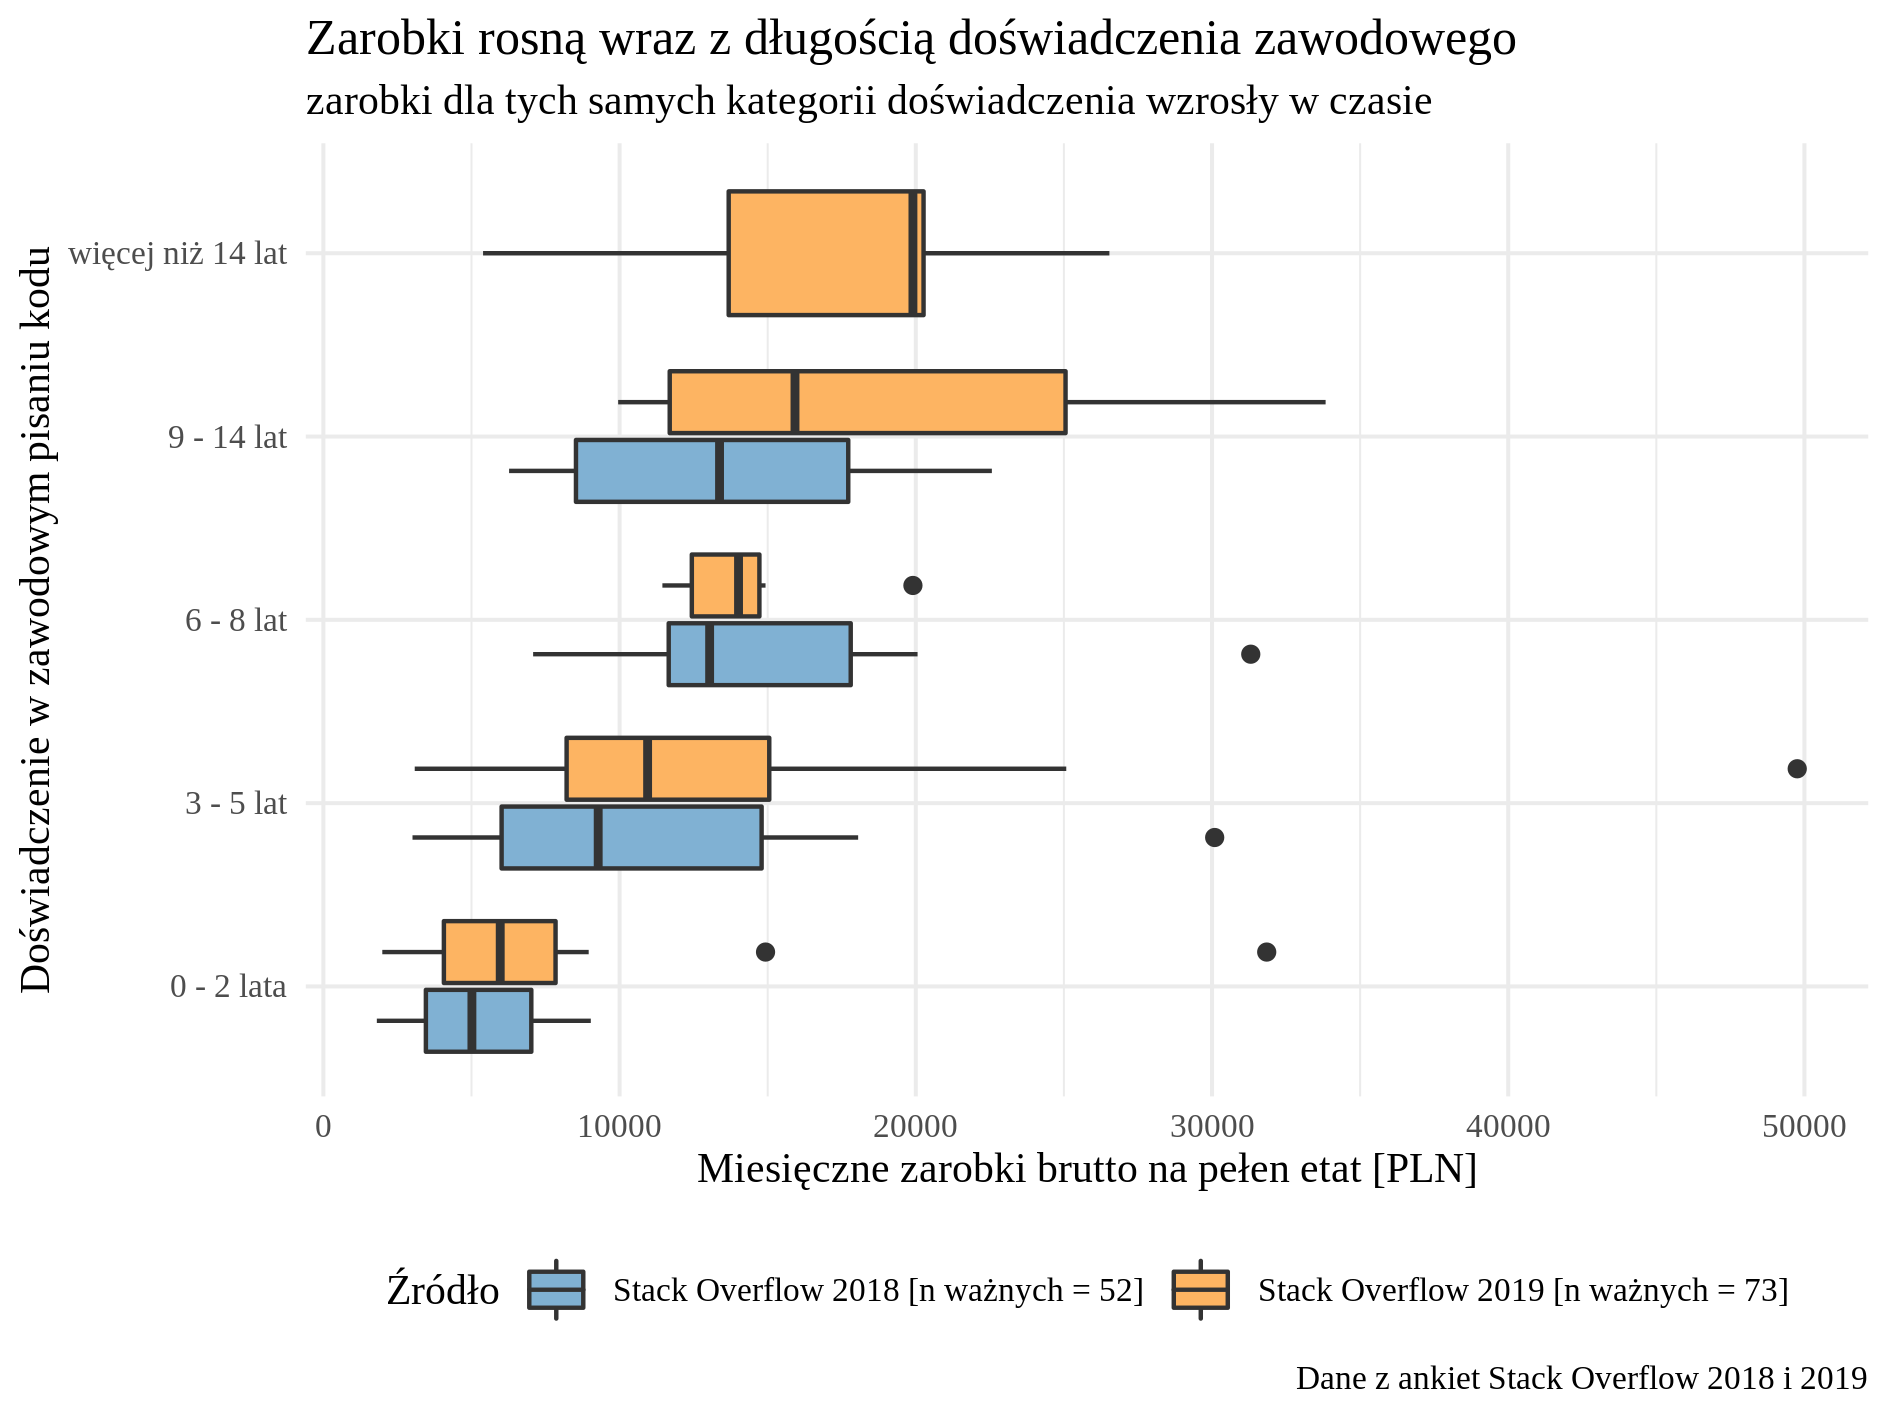 Zarobki rosną wraz z długością doświadczenia zawodowego
zarobki dla tych samych kategorii doświadczenia wzrosły w czasie
Doświadczenie w zawodowym pisaniu kodu
więcej niż 14 lat
9 - 14 lat
6 - 8 lat
3 - 5 lat
0 - 2 lata
0 10000 20000 30000 40000 50000
Miesięczne zarobki brutto na pełen etat [PLN]
Źródło Stack Overflow 2018 [n ważnych = 52] Stack Overflow 2019 [n ważnych = 73]
Dane z ankiet Stack Overflow 2018 i 2019